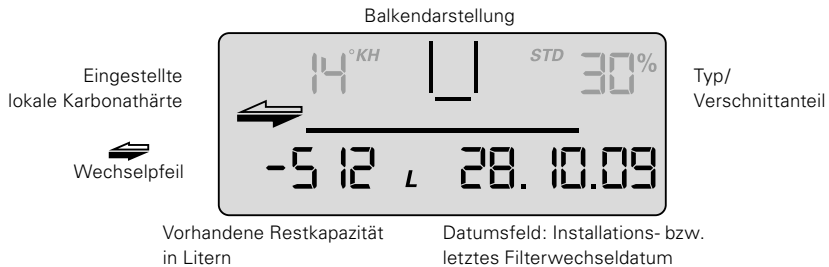 Balkendarstellung
Eingestellte
lokale Karbonathärte
14 °KH
STD 30%
Typ/
Verschnittanteil
Wechselpfeil
-512 L 28.10.09
Vorhandene Restkapazität
in Litern
Datumsfeld: Installations- bzw.
letztes Filterwechseldatum